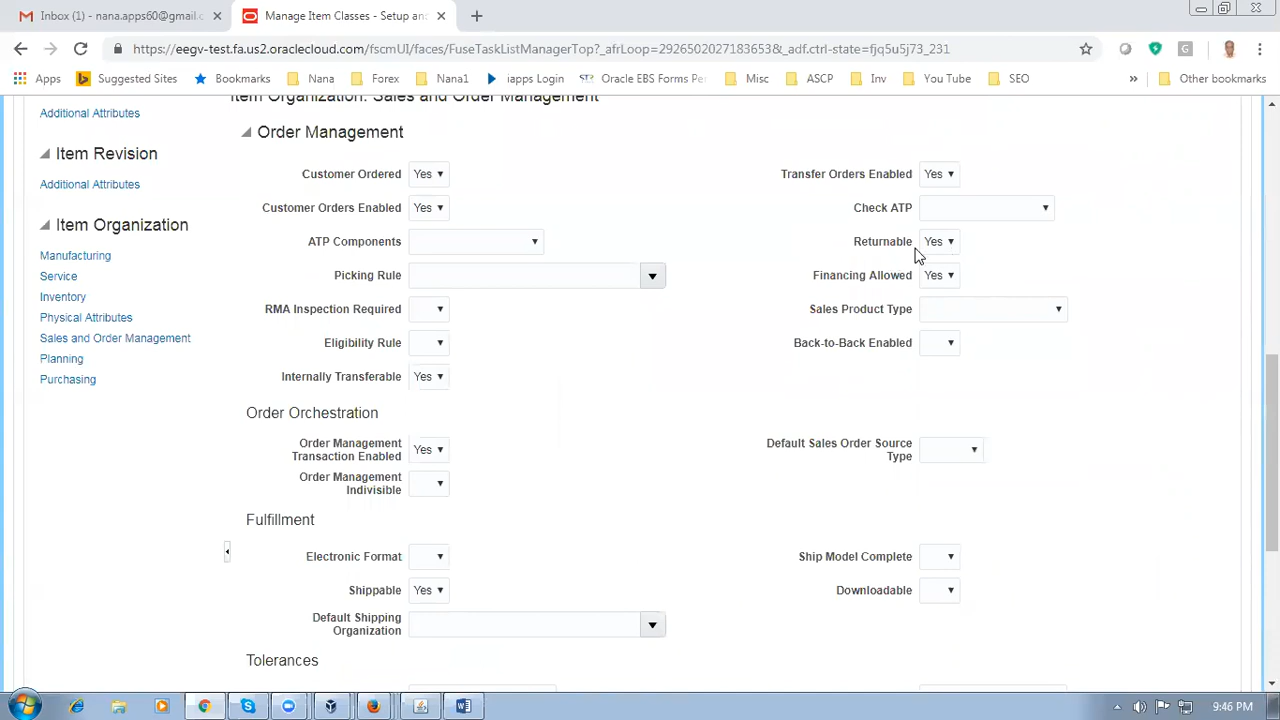 Inbox (1) - nana.apps60@gmail.c
Manage Item Classes - Setup and
https://eegv-test.fa.us2.oraclecloud.com/fscmUI/faces/FuseTaskListManagerTop?_afrLoop=2926502027183653&_adf.ctrl-state=fjq5u5j73_231
Apps
Suggested Sites
Bookmarks
Nana
Forex
Nana1
iapps Login
Oracle EBS Forms Pe
Misc
ASCP
Inv
You Tube
SEO
Other bookmarks
Additional Attributes
Item Revision
Additional Attributes
Item Organization
Manufacturing
Service
Inventory
Physical Attributes
Sales and Order Management
Planning
Purchasing
Item Organization: Sales and Order Management
Order Management
Customer Ordered Yes
Transfer Orders Enabled Yes
Customer Orders Enabled Yes
Check ATP
ATP Components
Returnable Yes
Picking Rule
Financing Allowed Yes
RMA Inspection Required
Sales Product Type
Eligibility Rule
Back-to-Back Enabled
Internally Transferable Yes
Order Orchestration
Order Management
Transaction Enabled Yes
Default Sales Order Source
Type
Order Management
Indivisible
Fulfillment
Electronic Format
Ship Model Complete
Shippable Yes
Downloadable
Default Shipping
Organization
Tolerances
9:46 PM